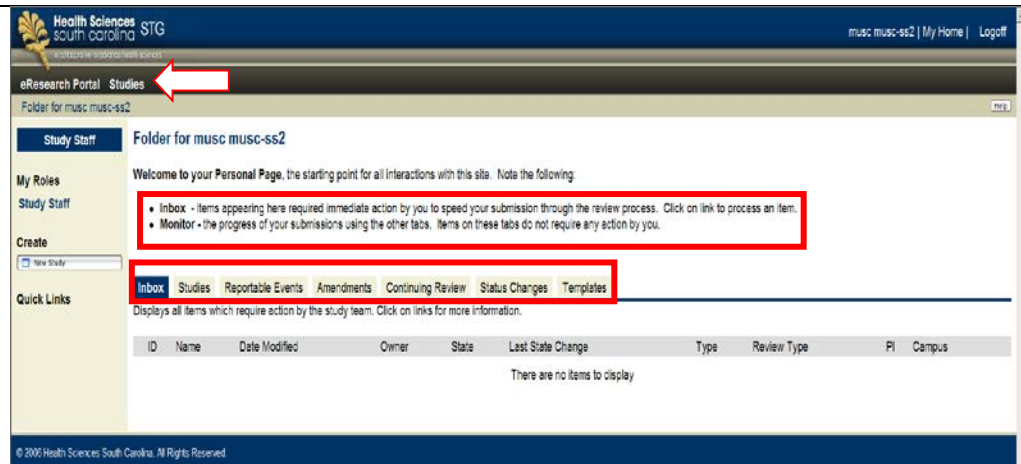 Health Sciences STG
south carolina
musc musc-ss2 | My Home | Logoff
eResearch Portal Studies
Folder for musc musc-ss2
Help
Study Staff
Folder for musc musc-ss2
Welcome to your Personal Page, the starting point for all interactions with this site. Note the following:
My Roles
Study Staff
• Inbox - Items appearing here required immediate action by you to speed your submission through the review process. Click on link to process an item.
• Monitor - the progress of your submissions using the other tabs. Items on these tabs do not require any action by you.
Create
New Study
Quick Links
Inbox Studies Reportable Events Amendments Continuing Review Status Changes Templates
Displays all items which require action by the study team. Click on links for more information.
ID Name Date Modified Owner State Last State Change Type Review Type PI Campus
There are no items to display
© 2006 Health Sciences South Carolina. All Rights Reserved.